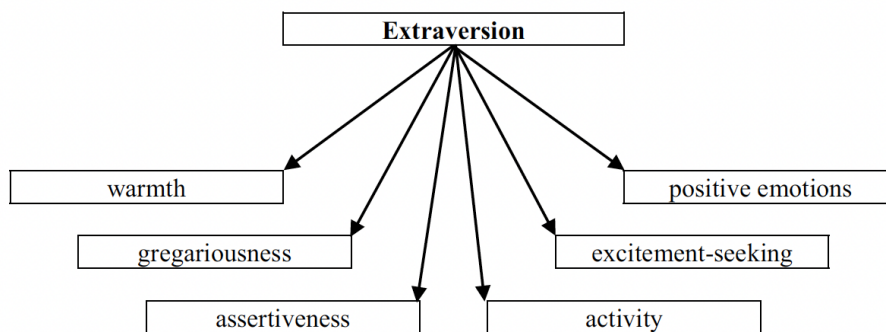 Extraversion
warmth
positive emotions
gregariousness
excitement-seeking
assertiveness
activity